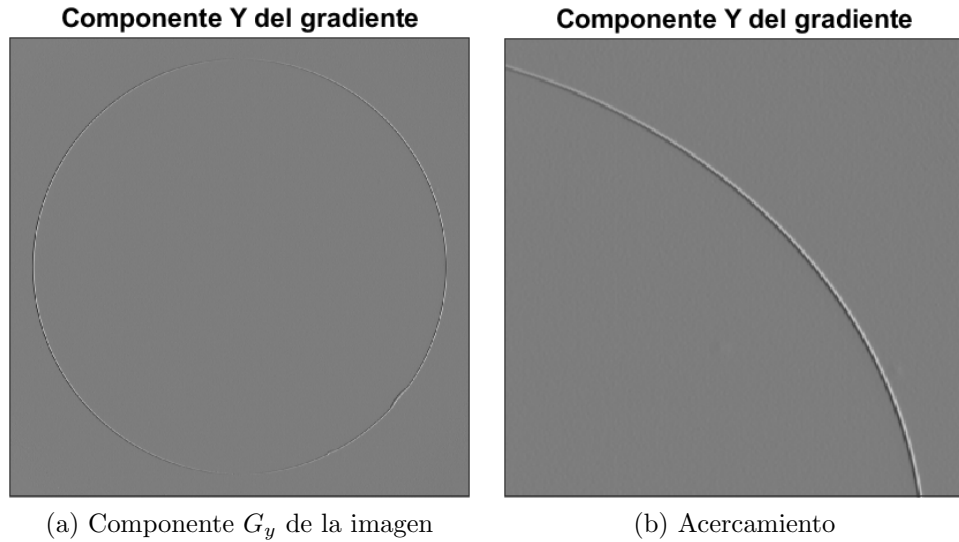 Componente Y del gradiente
Componente Y del gradiente
(a) Componente $G_y$ de la imagen
(b) Acercamiento